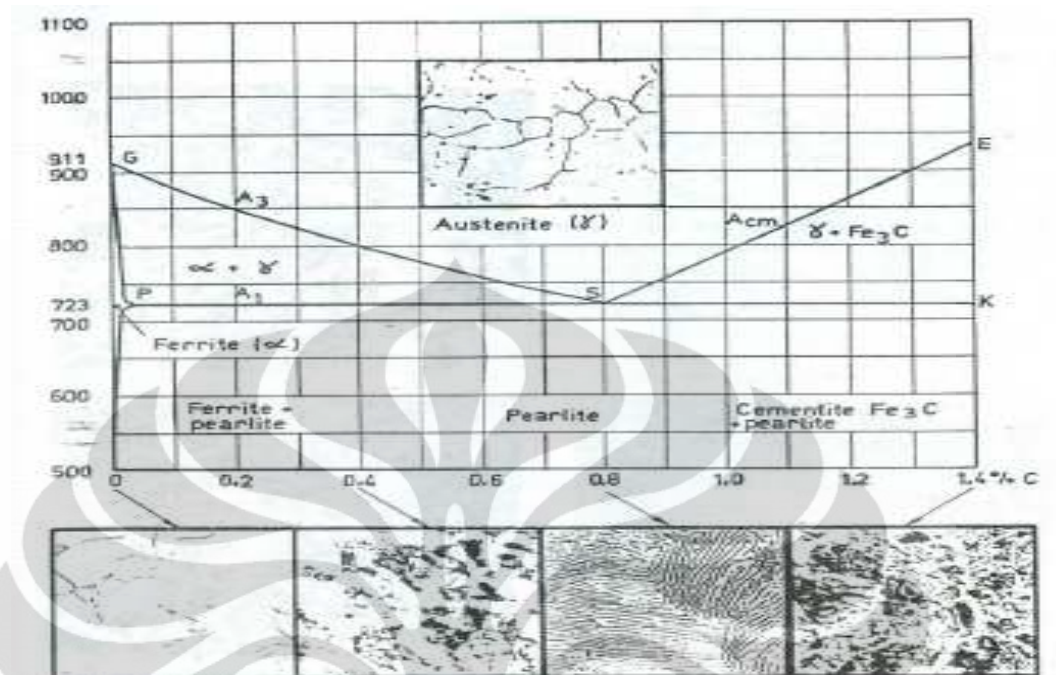 1100
1000
911
G
E
900
A3
Austenite (γ)
Acm
γ + Fe3C
800
α + γ
P
A1
S
723
K
700
Ferrite (α)
600
Ferrite -
pearlite
Pearlite
Cementite Fe3C
+pearlite
500
0
0.2
0.4
0.6
0.8
1.0
1.2
1.4 % C